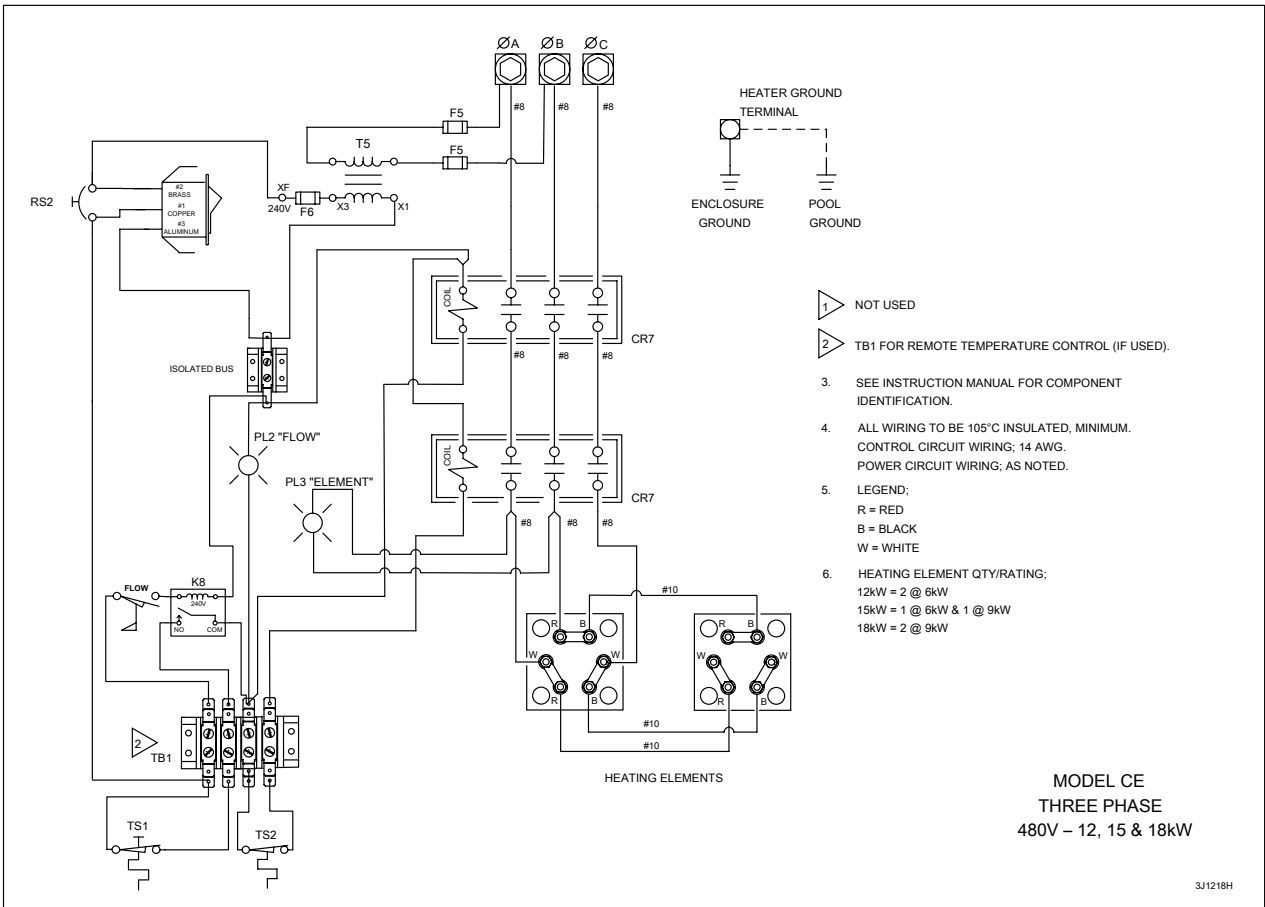 ØA ØB ØC
#8 #8 #8
F5
F5
T5
XF
240V
F6
X3
X1
RS2
#2
BRASS
#1
COPPER
#3
ALUMINUM
HEATER GROUND
TERMINAL
ENCLOSURE
GROUND
POOL
GROUND
COIL
CR7
#8 #8 #8
ISOLATED BUS
PL2 "FLOW"
COIL
CR7
#8 #8 #8
PL3 "ELEMENT"
1 NOT USED
2 TB1 FOR REMOTE TEMPERATURE CONTROL (IF USED).
3. SEE INSTRUCTION MANUAL FOR COMPONENT
IDENTIFICATION.
4. ALL WIRING TO BE 105°C INSULATED, MINIMUM.
CONTROL CIRCUIT WIRING; 14 AWG.
POWER CIRCUIT WIRING; AS NOTED.
5. LEGEND;
R = RED
B = BLACK
W = WHITE
6. HEATING ELEMENT QTY/RATING;
12kW = 2 @ 6kW
15kW = 1 @ 6kW & 1 @ 9kW
18kW = 2 @ 9kW
FLOW
K8
240V
NO
COM
#10
R B
W W
R B
R B
W W
R B
#10
#10
HEATING ELEMENTS
2
TB1
TS1
TS2
MODEL CE
THREE PHASE
480V – 12, 15 & 18kW
3J1218H